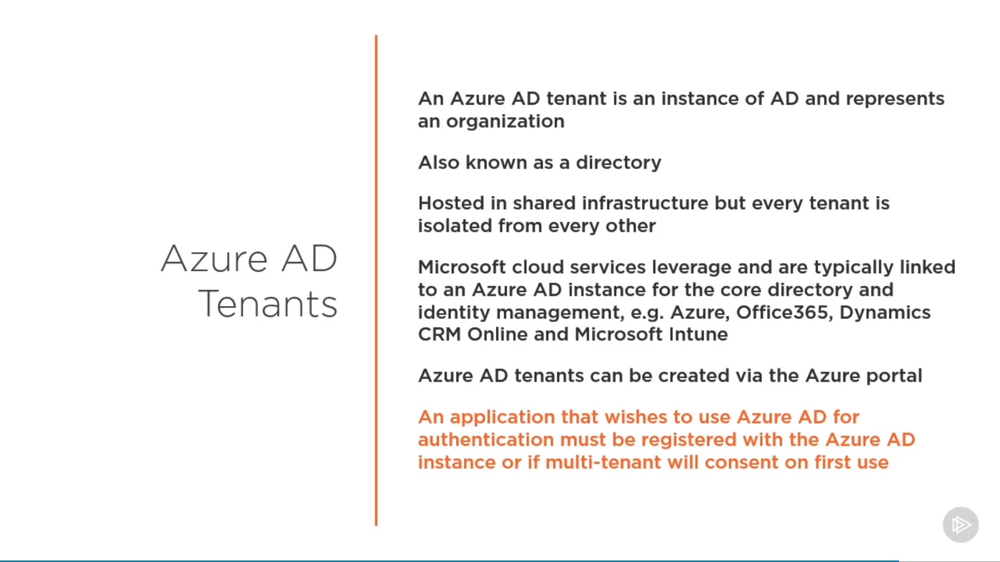 Azure AD
Tenants
An Azure AD tenant is an instance of AD and represents
an organization
Also known as a directory
Hosted in shared infrastructure but every tenant is
isolated from every other
Microsoft cloud services leverage and are typically linked
to an Azure AD instance for the core directory and
identity management, e.g. Azure, Office365, Dynamics
CRM Online and Microsoft Intune
Azure AD tenants can be created via the Azure portal
An application that wishes to use Azure AD for
authentication must be registered with the Azure AD
instance or if multi-tenant will consent on first use